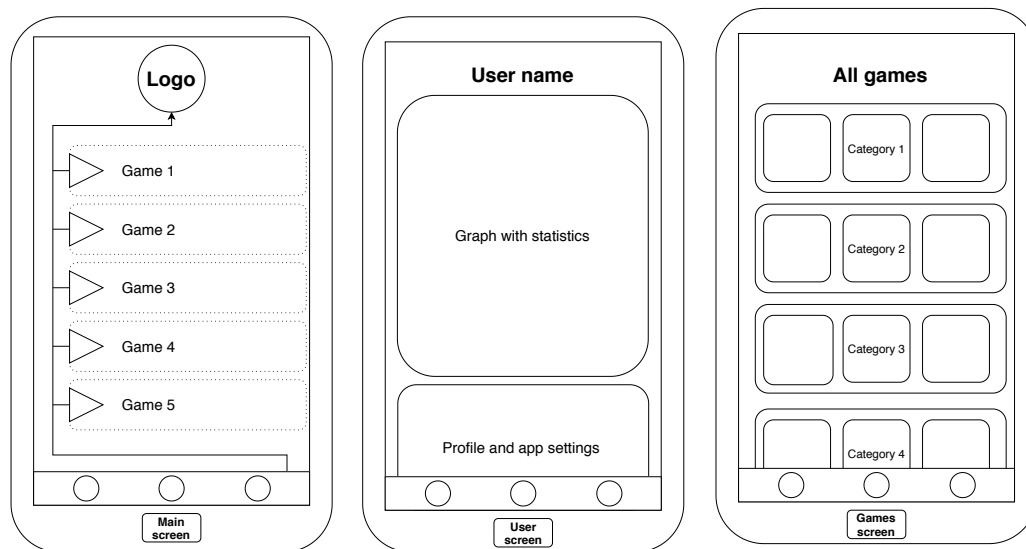 Logo
Game 1
Game 2
Game 3
Game 4
Game 5
Main
screen
User name
Graph with statistics
Profile and app settings
User
screen
All games
Category 1
Category 2
Category 3
Category 4
Games
screen